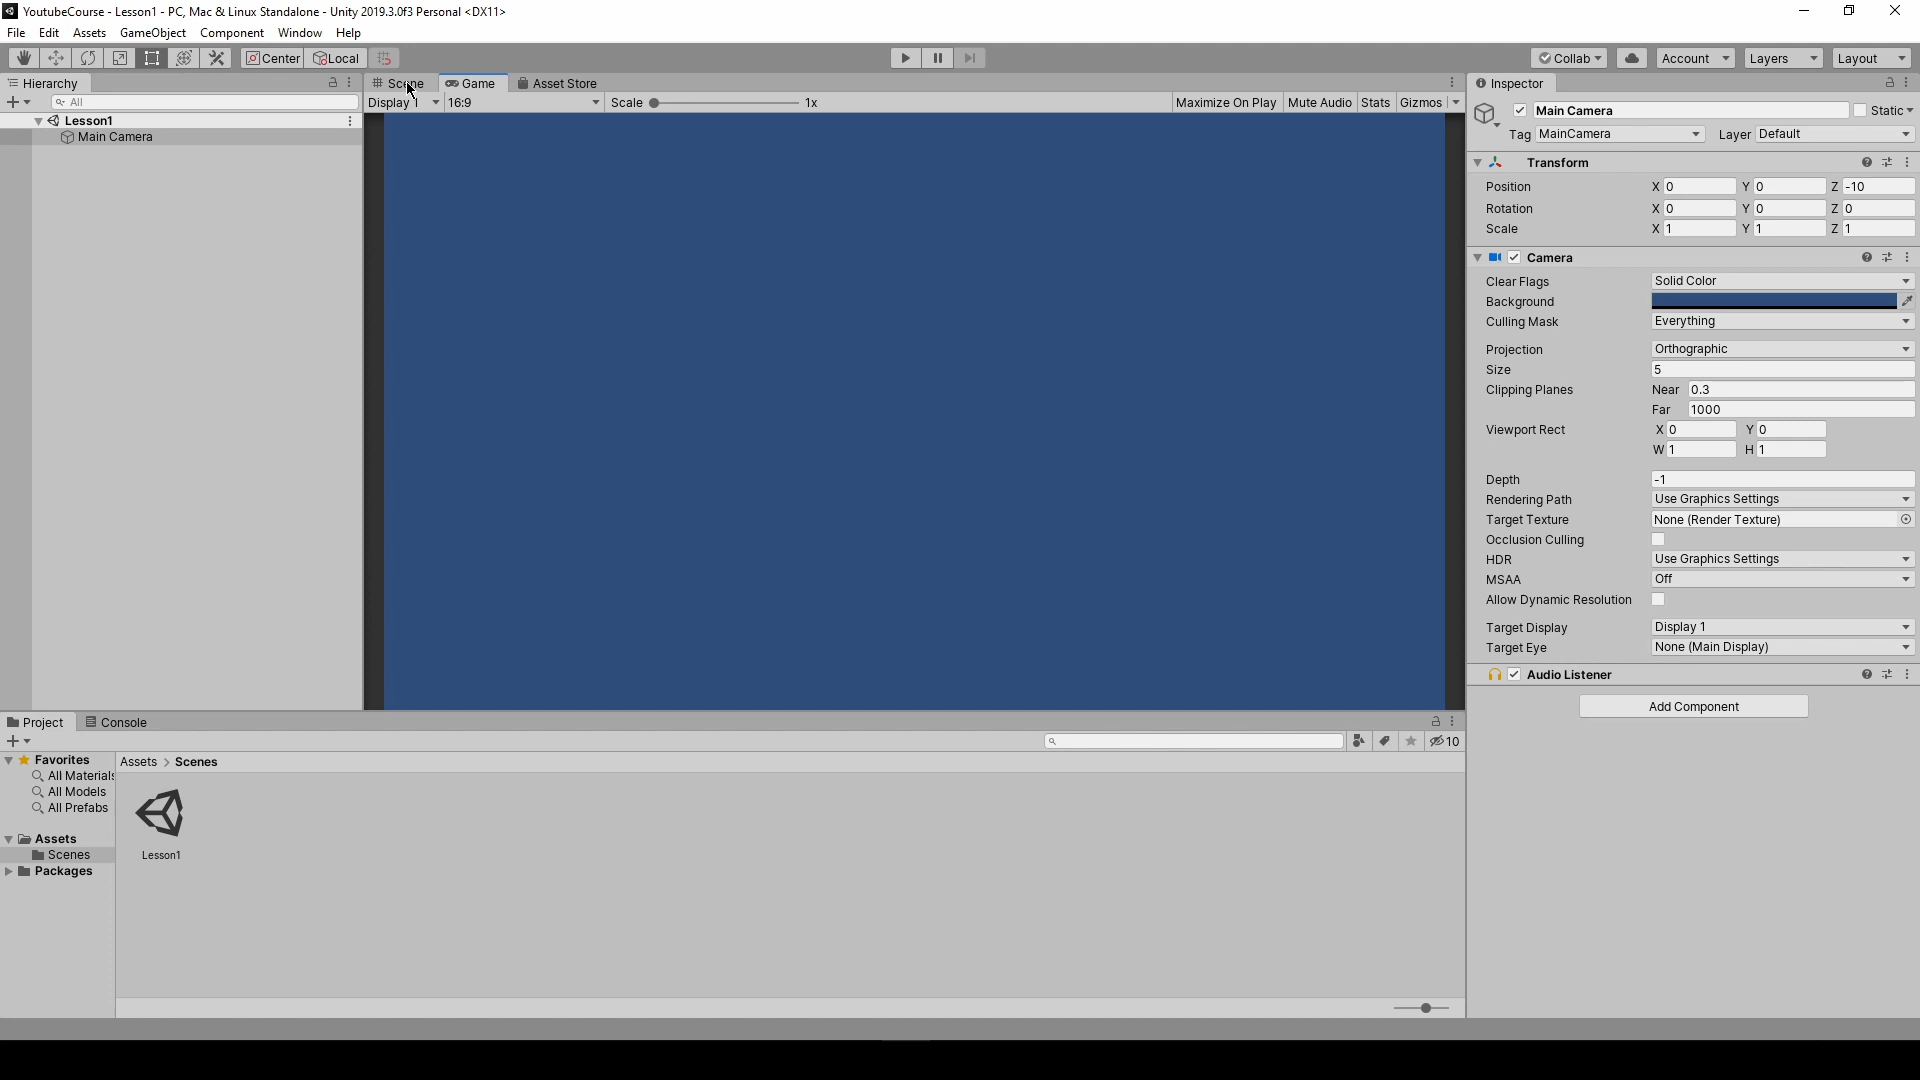 YoutubeCourse - Lesson1 - PC, Mac & Linux Standalone - Unity 2019.3.0f3 Personal <DX11>
File Edit Assets GameObject Component Window Help
Center Local Collab Account Layers Layout
Hierarchy
All
Lesson1
Main Camera
Scene Game Asset Store
Display 1 16:9 Scale 1x Maximize On Play Mute Audio Stats Gizmos
Inspector
Main Camera Static
Tag MainCamera Layer Default
Transform
Position X 0 Y 0 Z -10
Rotation X 0 Y 0 Z 0
Scale X 1 Y 1 Z 1
Camera
Clear Flags Solid Color
Background
Culling Mask Everything
Projection Orthographic
Size 5
Clipping Planes Near 0.3
Far 1000
Viewport Rect X 0 Y 0
W 1 H 1
Depth -1
Rendering Path Use Graphics Settings
Target Texture None (Render Texture)
Occlusion Culling
HDR Use Graphics Settings
MSAA Off
Allow Dynamic Resolution
Target Display Display 1
Target Eye None (Main Display)
Audio Listener
Add Component
Project Console
10
Favorites
All Materials
All Models
All Prefabs
Assets
Scenes
Packages
Assets > Scenes
Lesson1